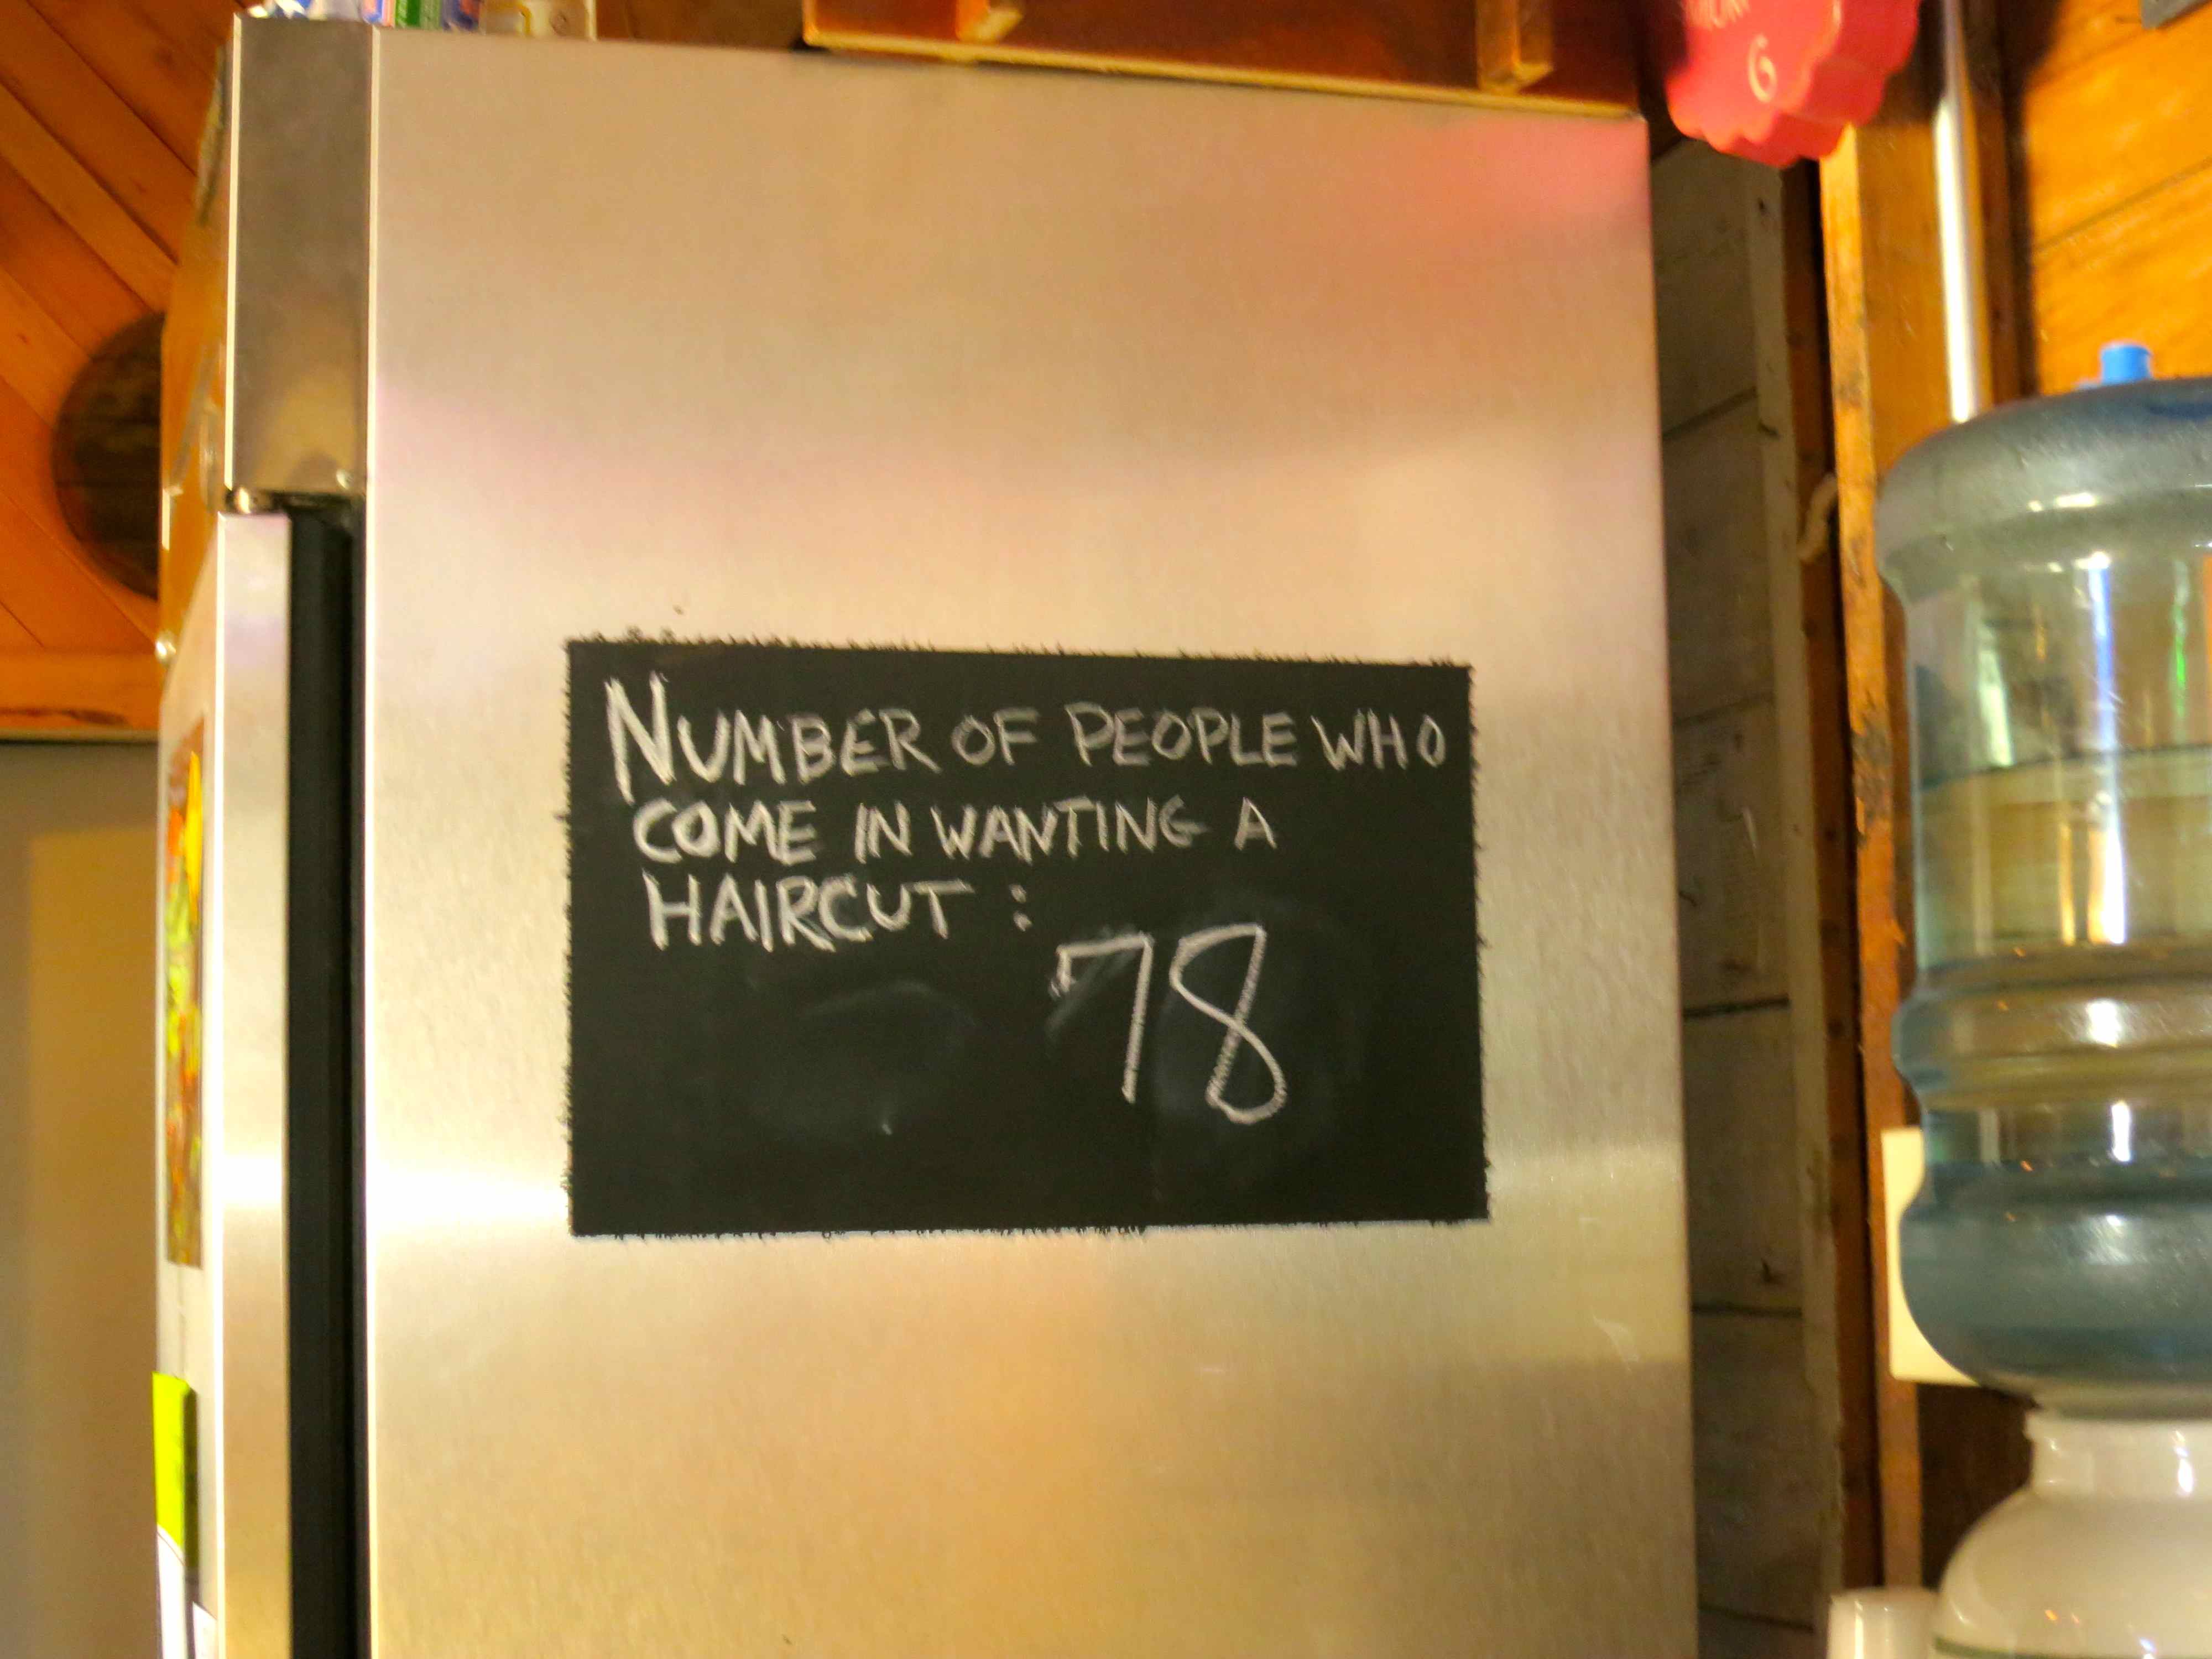 NUMBER OF PEOPLE WHO
COME IN WANTING A
HAIRCUT :
78
G